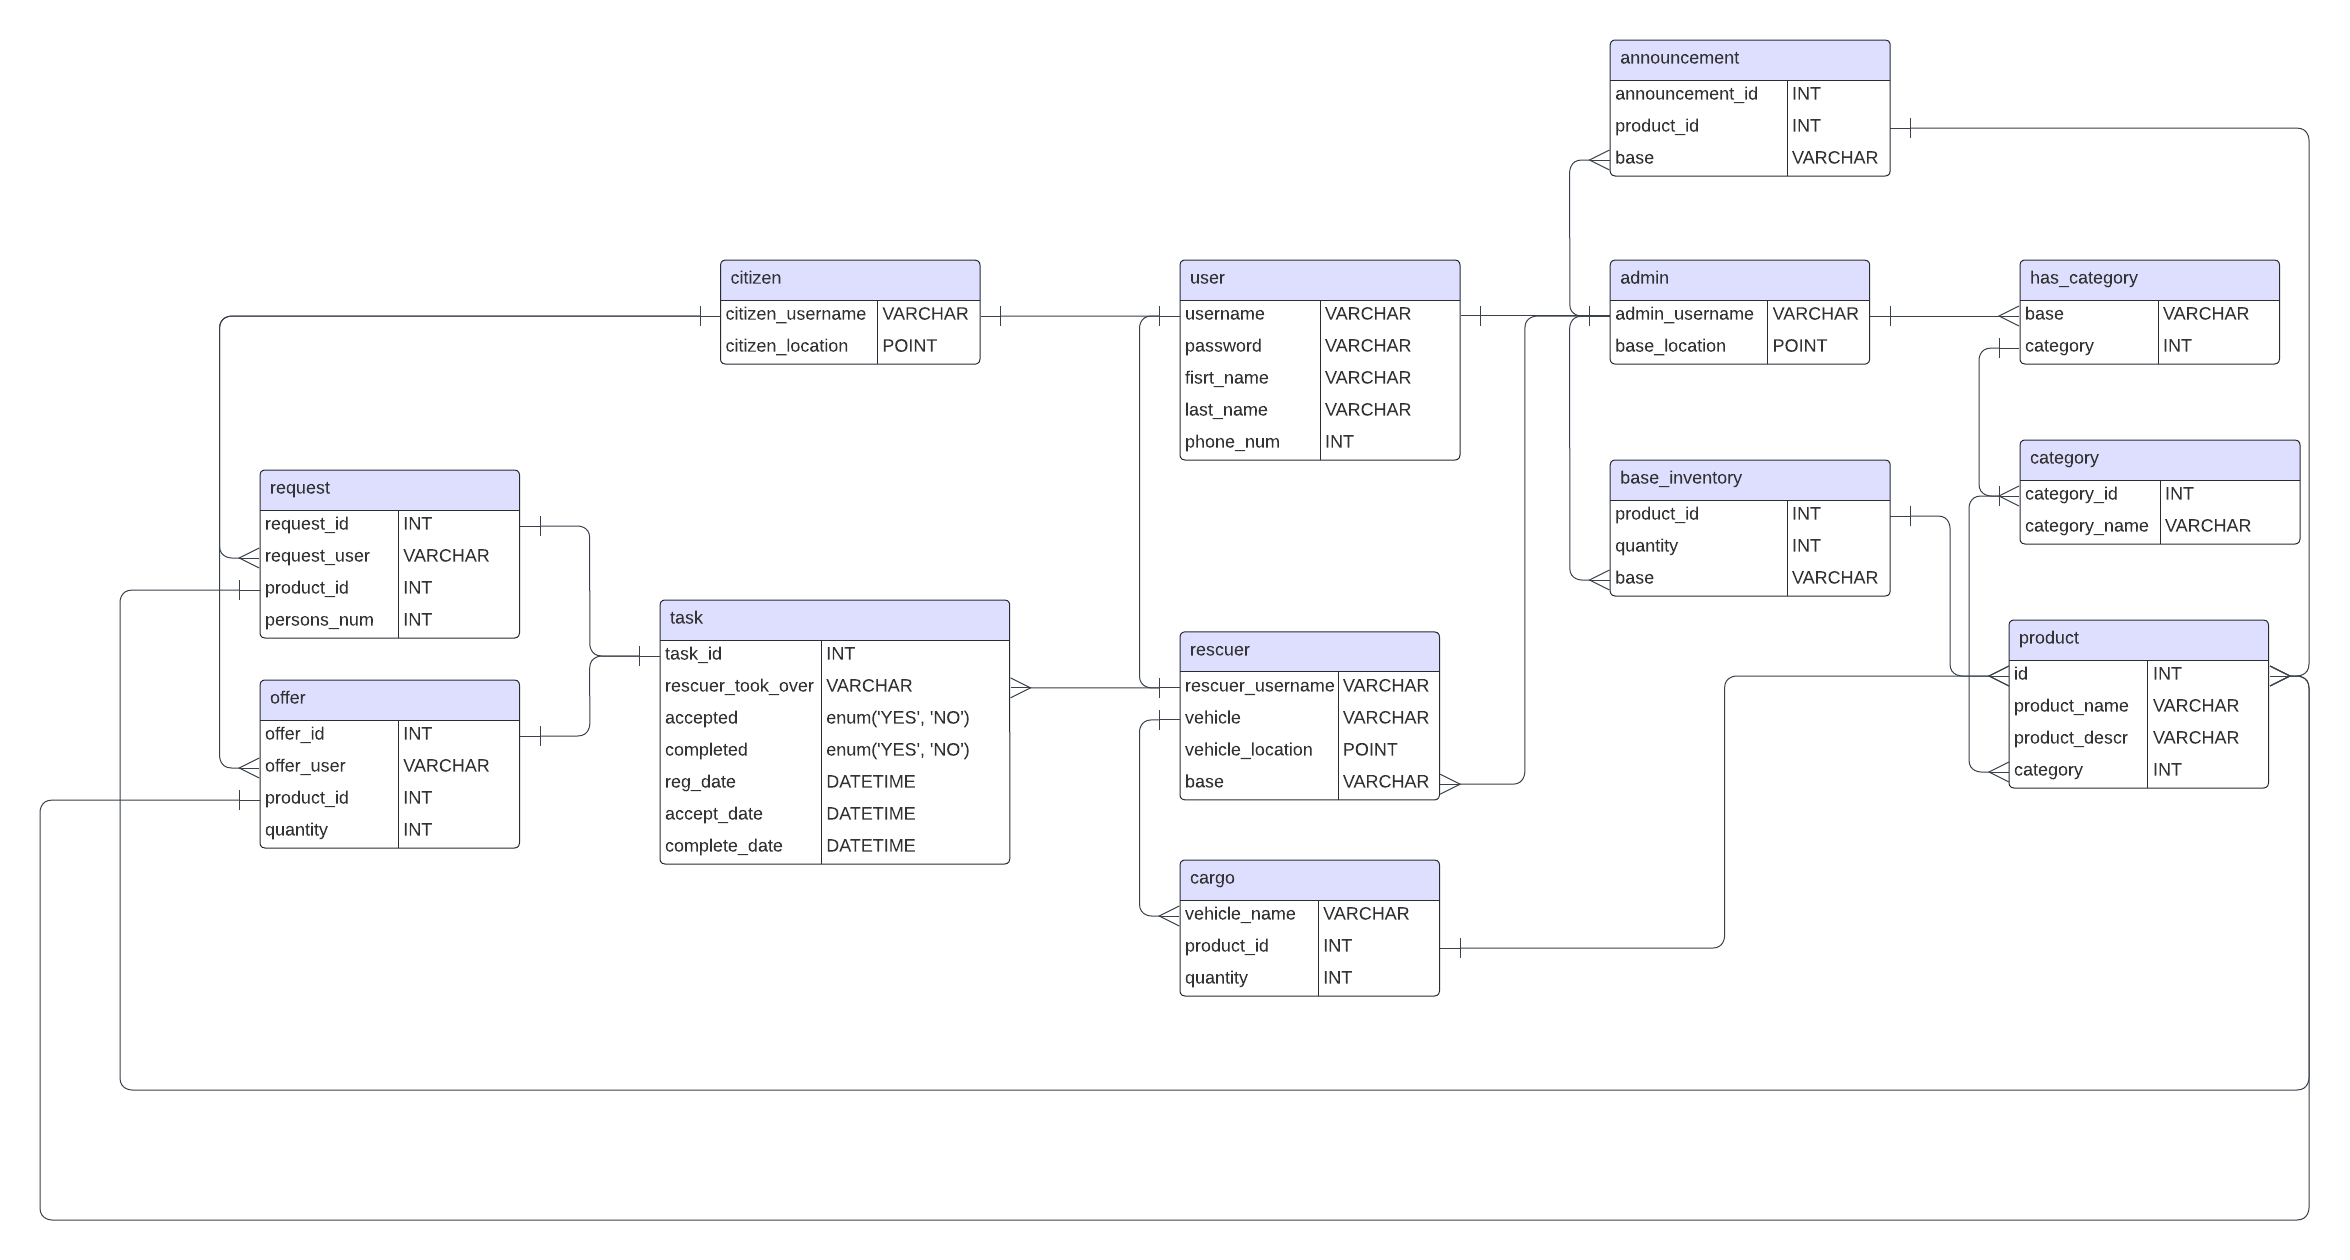 announcement
announcement_id INT
product_id INT
base VARCHAR
citizen
citizen_username VARCHAR
citizen_location POINT
user
username VARCHAR
password VARCHAR
fisrt_name VARCHAR
last_name VARCHAR
phone_num INT
admin
admin_username VARCHAR
base_location POINT
has_category
base VARCHAR
category INT
category
category_id INT
category_name VARCHAR
request
request_id INT
request_user VARCHAR
product_id INT
persons_num INT
base_inventory
product_id INT
quantity INT
base VARCHAR
task
task_id INT
rescuer_took_over VARCHAR
accepted enum('YES', 'NO')
completed enum('YES', 'NO')
reg_date DATETIME
accept_date DATETIME
complete_date DATETIME
rescuer
rescuer_username VARCHAR
vehicle VARCHAR
vehicle_location POINT
base VARCHAR
product
id INT
product_name VARCHAR
product_descr VARCHAR
category INT
offer
offer_id INT
offer_user VARCHAR
product_id INT
quantity INT
cargo
vehicle_name VARCHAR
product_id INT
quantity INT